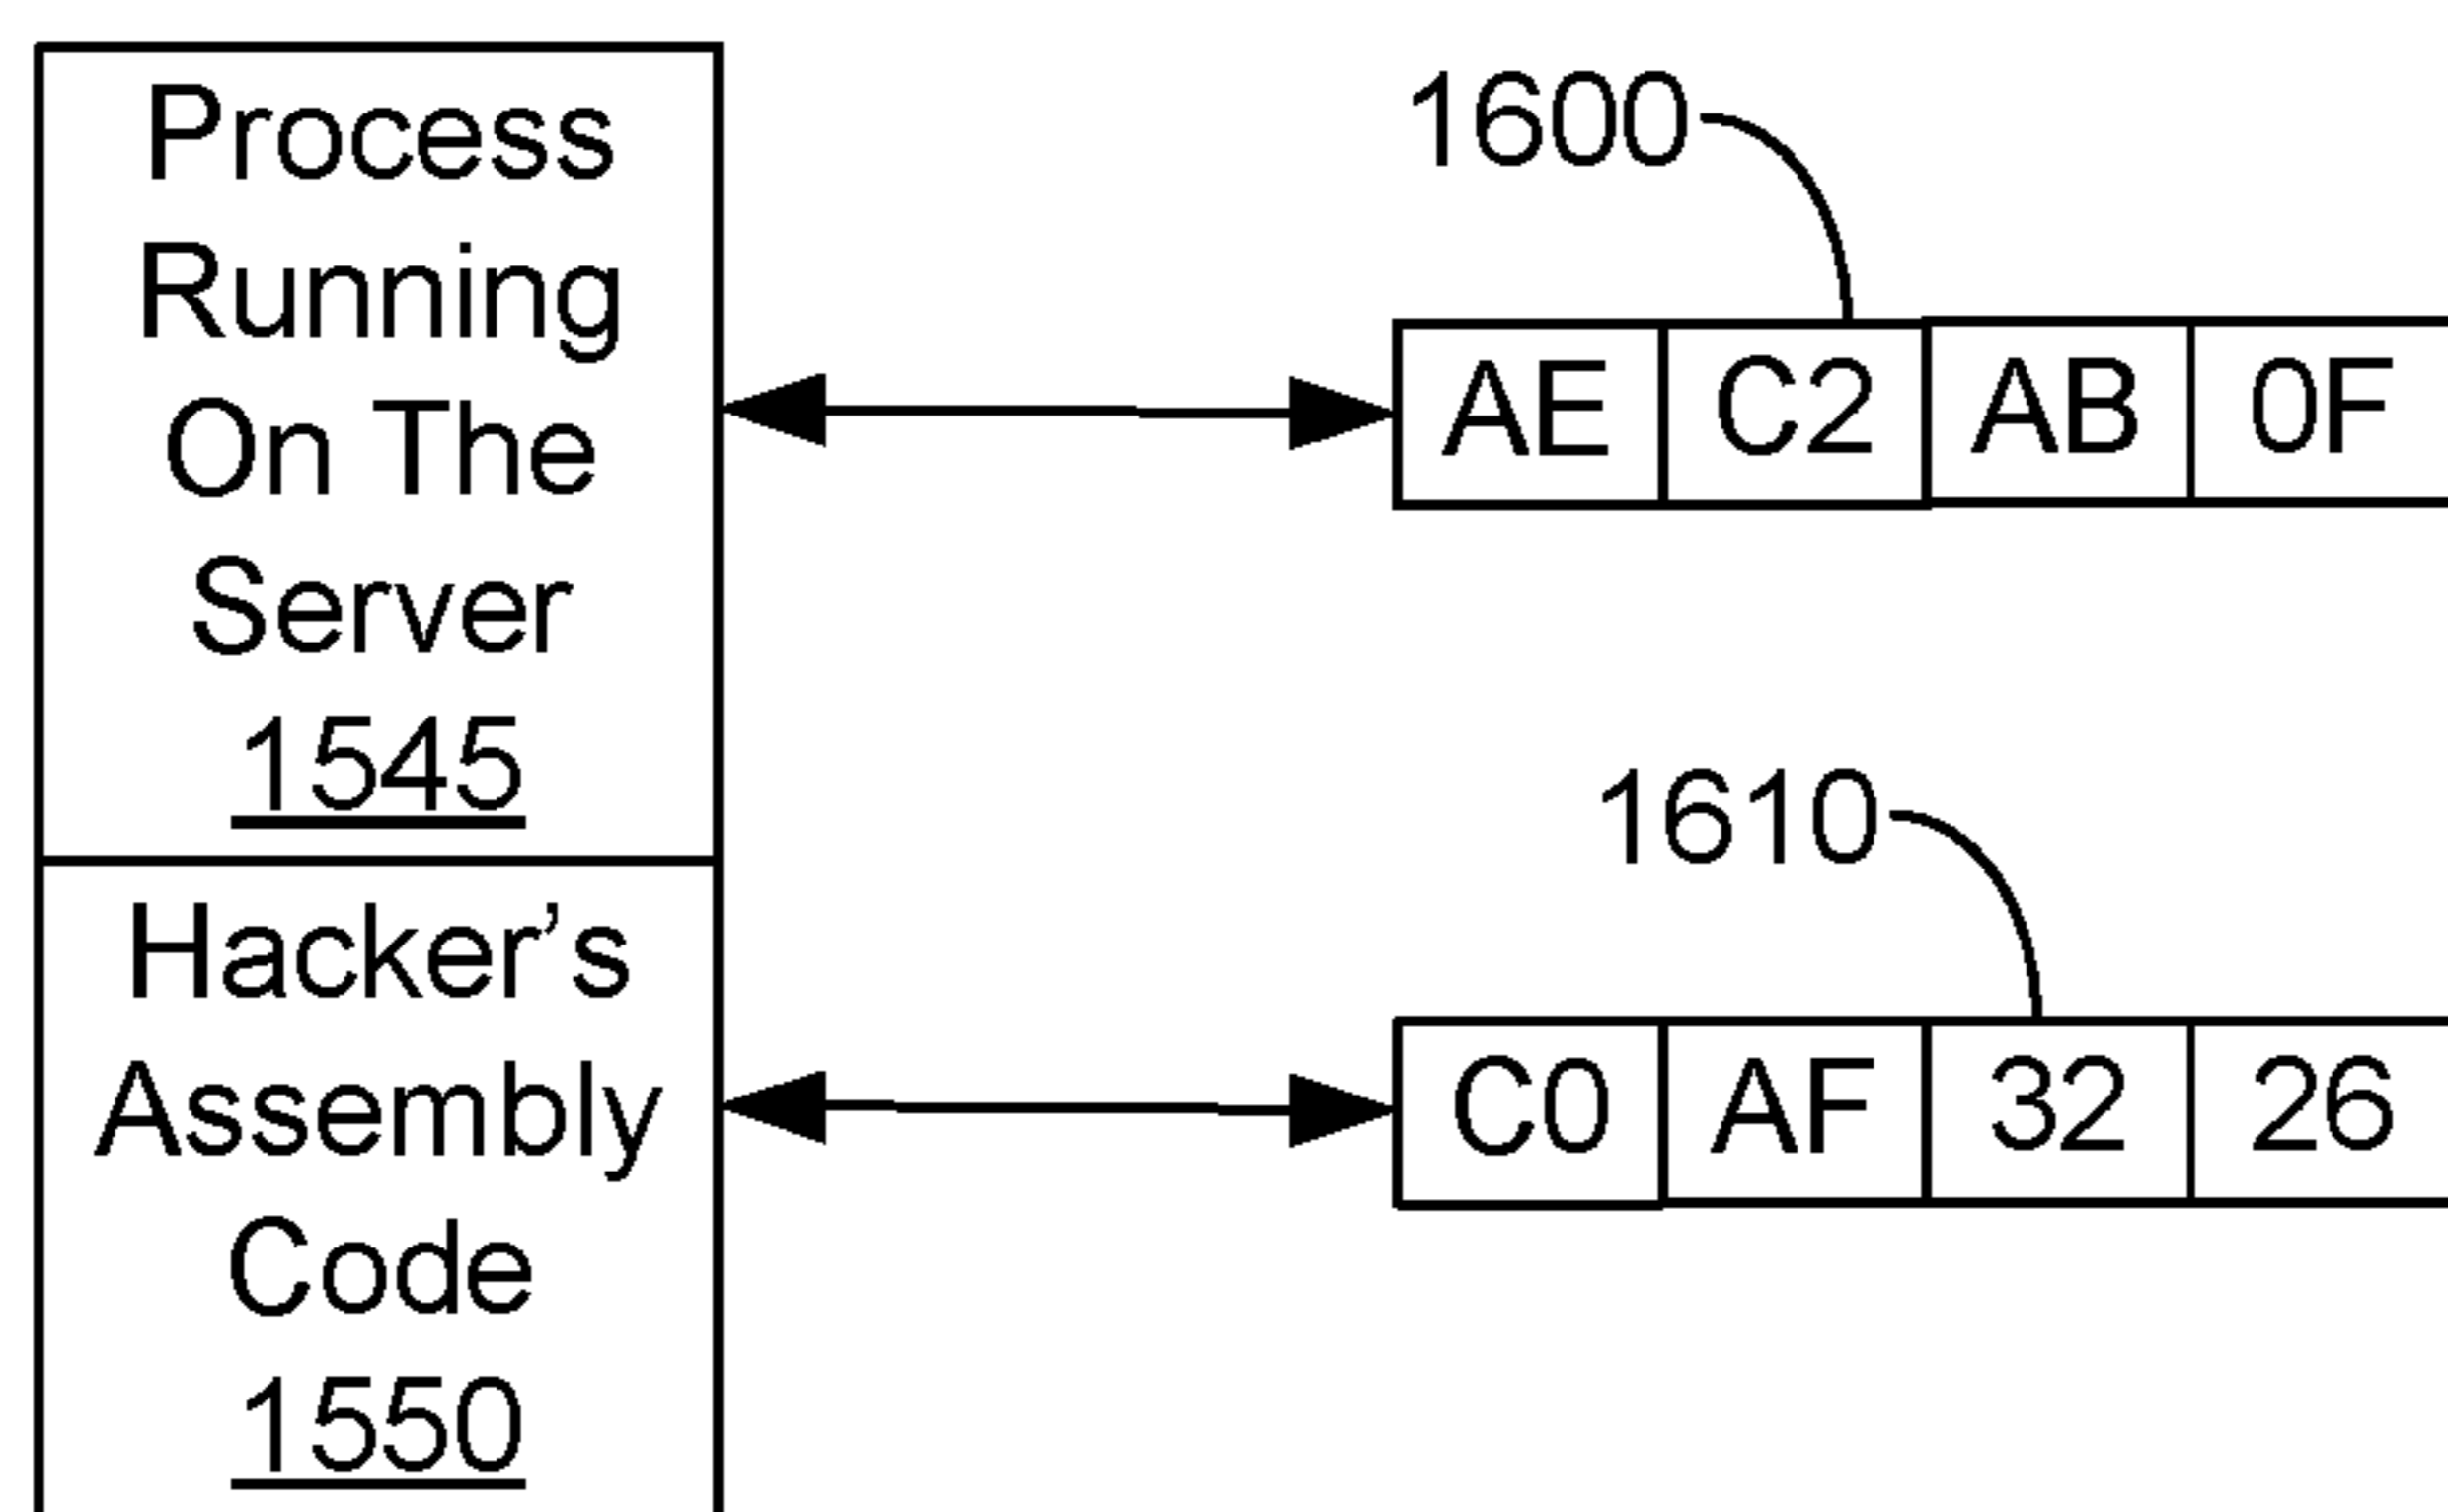 Process
Running
On The
Server
1545
1600
AE C2 AB 0F
Hacker’s
Assembly
Code
1550
1610
C0 AF 32 26